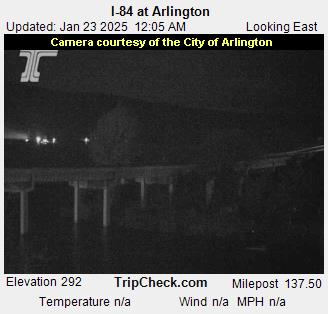 I-84 at Arlington
Updated: Jan 23 2025 12:05 AM Looking East
Camera courtesy of the City of Arlington
Elevation 292 TripCheck.com Milepost 137.50
Temperature n/a Wind n/a MPH n/a